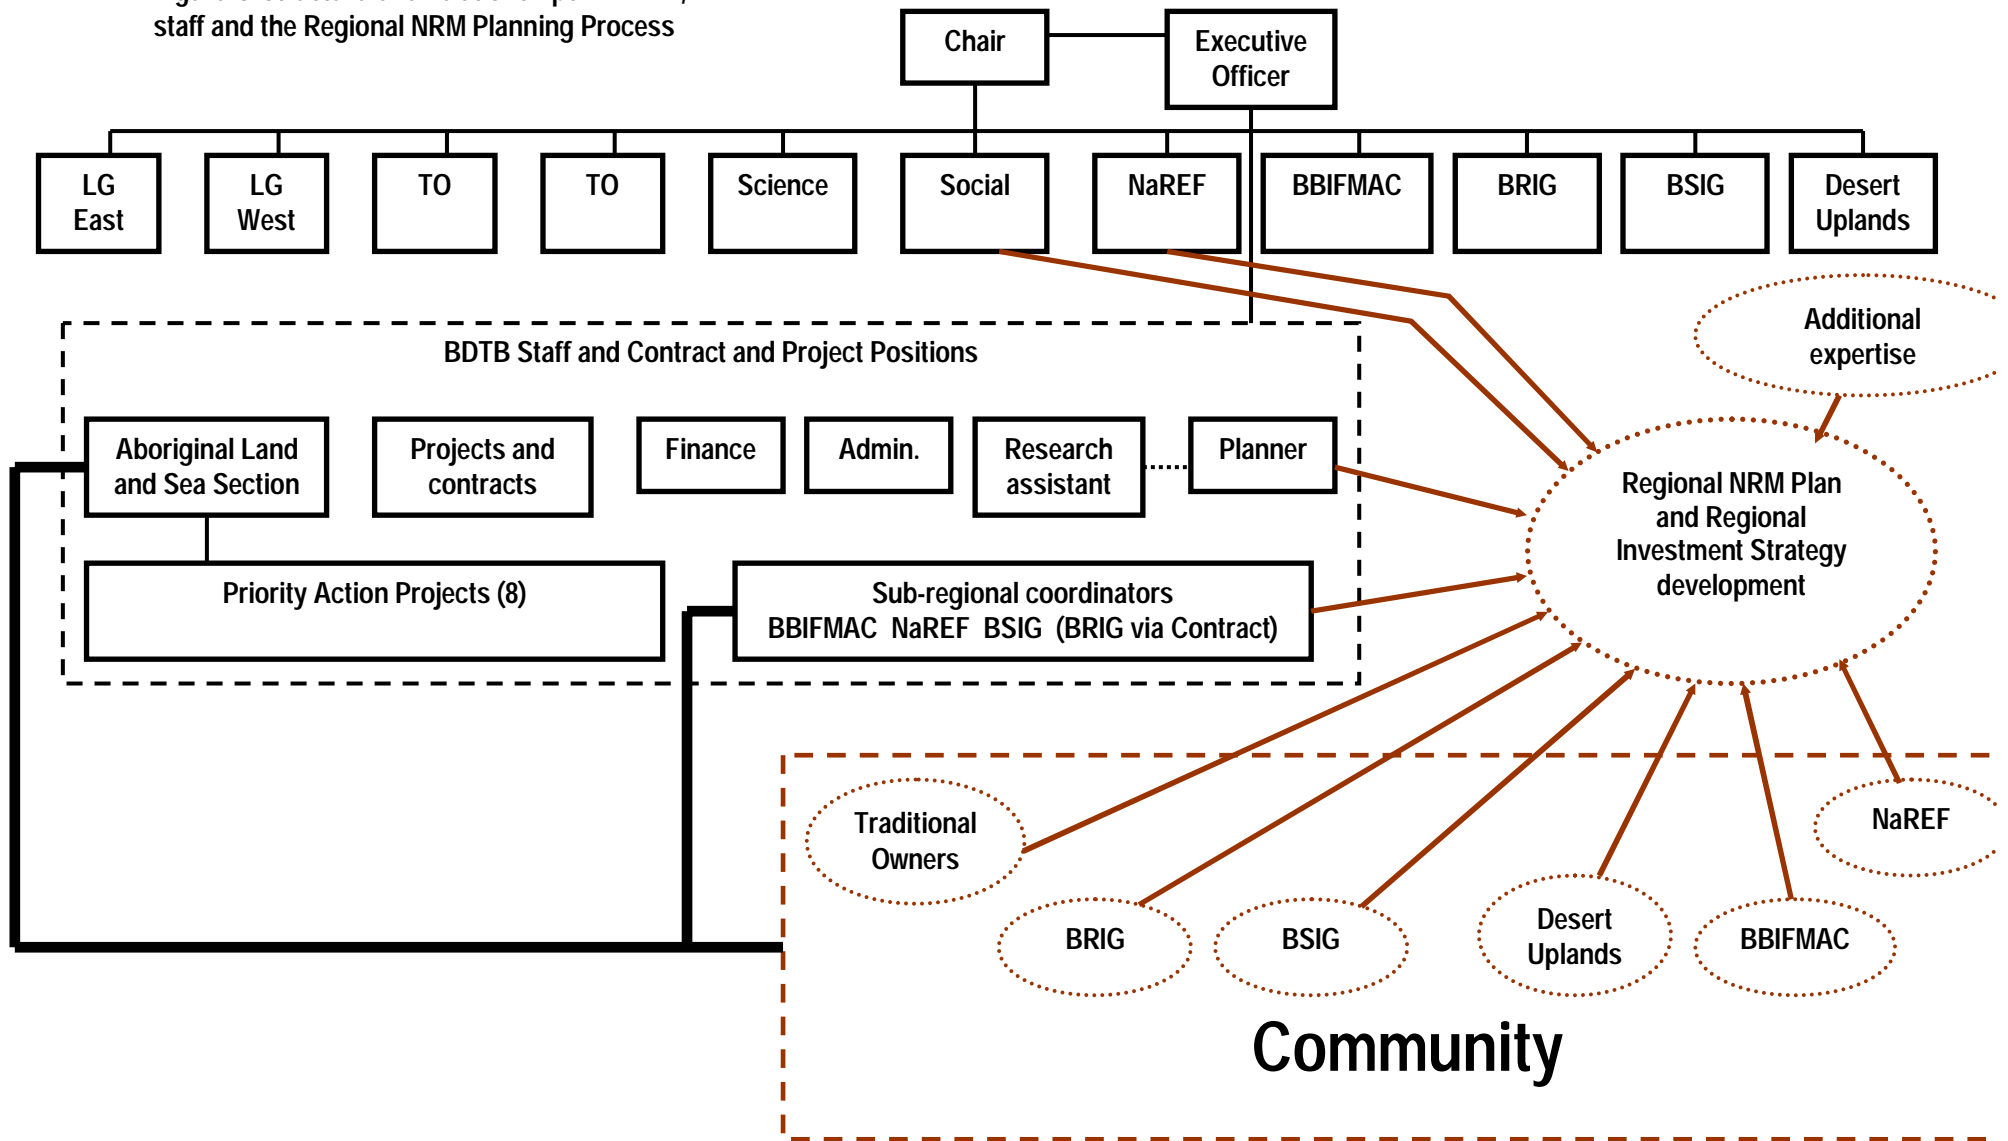 staff and the Regional NRM Planning Process
Chair
Executive
Officer
LG
East
LG
West
TO
TO
Science
Social
NaREF
BBIFMAC
BRIG
BSIG
Desert
Uplands
Additional
expertise
BDTB Staff and Contract and Project Positions
Aboriginal Land
and Sea Section
Projects and
contracts
Finance
Admin.
Research
assistant
Planner
Regional NRM Plan
and Regional
Investment Strategy
development
Priority Action Projects (8)
Sub-regional coordinators
BBIFMAC NaREF BSIG (BRIG via Contract)
Traditional
Owners
BRIG
BSIG
Desert
Uplands
BBIFMAC
NaREF
Community